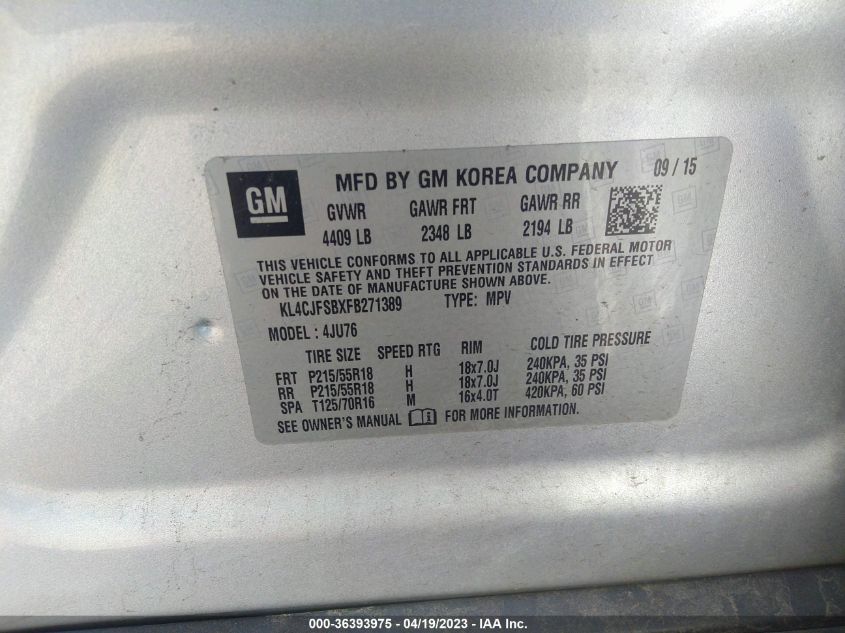 GM
MFD BY GM KOREA COMPANY 09 / 15
GVWR GAWR FRT GAWR RR
4409 LB 2348 LB 2194 LB
THIS VEHICLE CONFORMS TO ALL APPLICABLE U.S. FEDERAL MOTOR
VEHICLE SAFETY AND THEFT PREVENTION STANDARDS IN EFFECT
ON THE DATE OF MANUFACTURE SHOWN ABOVE.
KL4CJFSBXFB271389 TYPE: MPV
MODEL : 4JU76
TIRE SIZE SPEED RTG RIM COLD TIRE PRESSURE
FRT P215/55R18 H 18x7.0J 240KPA, 35 PSI
RR P215/55R18 H 18x7.0J 240KPA, 35 PSI
SPA T125/70R16 M 16x4.0T 420KPA, 60 PSI
SEE OWNER'S MANUAL FOR MORE INFORMATION.
000-36393975 - 04/19/2023 - IAA Inc.